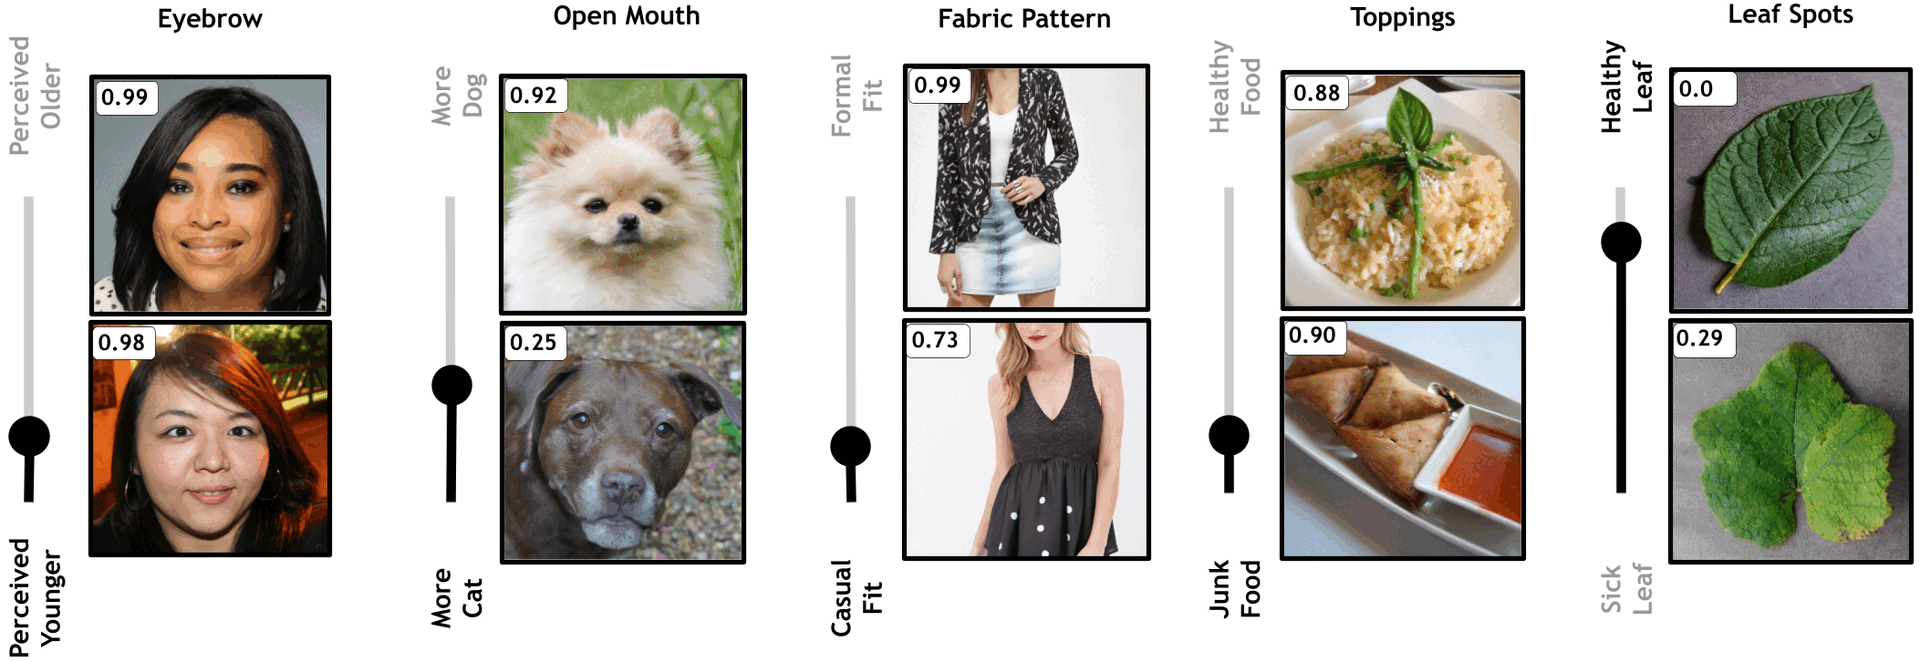 Eyebrow
Perceived
Older
0.99
0.98
Perceived
Younger
Open Mouth
More
Dog
0.92
0.25
More
Cat
Fabric Pattern
Formal
Fit
0.99
0.73
Casual
Fit
Toppings
Healthy
Food
0.88
0.90
Junk
Food
Leaf Spots
Healthy
Leaf
0.0
0.29
Sick
Leaf